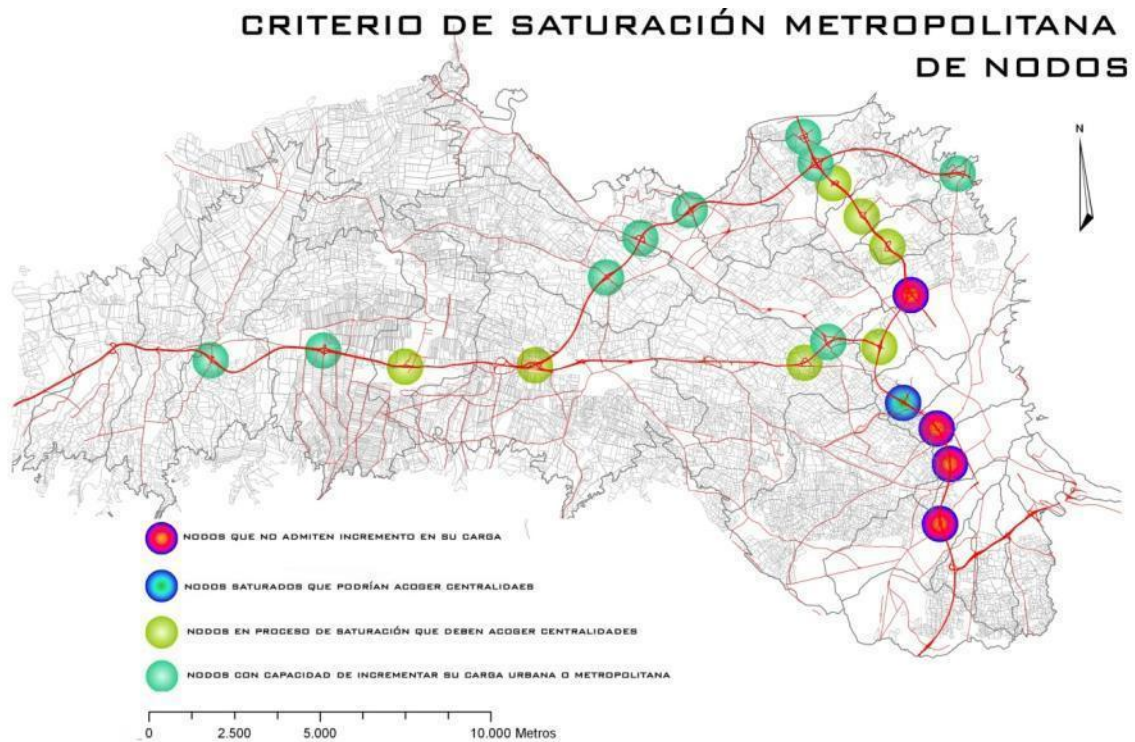 CRITERIO DE SATURACIÓN METROPOLITANA
DE NODOS
N
NODOS QUE NO ADMITEN INCREMENTO EN SU CARGA
NODOS SATURADOS QUE PODRÍAN ACOGER CENTRALIDAES
NODOS EN PROCESO DE SATURACIÓN QUE DEBEN ACOGER CENTRALIDADES
NODOS CON CAPACIDAD DE INCREMENTAR SU CARGA URBANA O METROPOLITANA
0 2.500 5.000 10.000 Metros